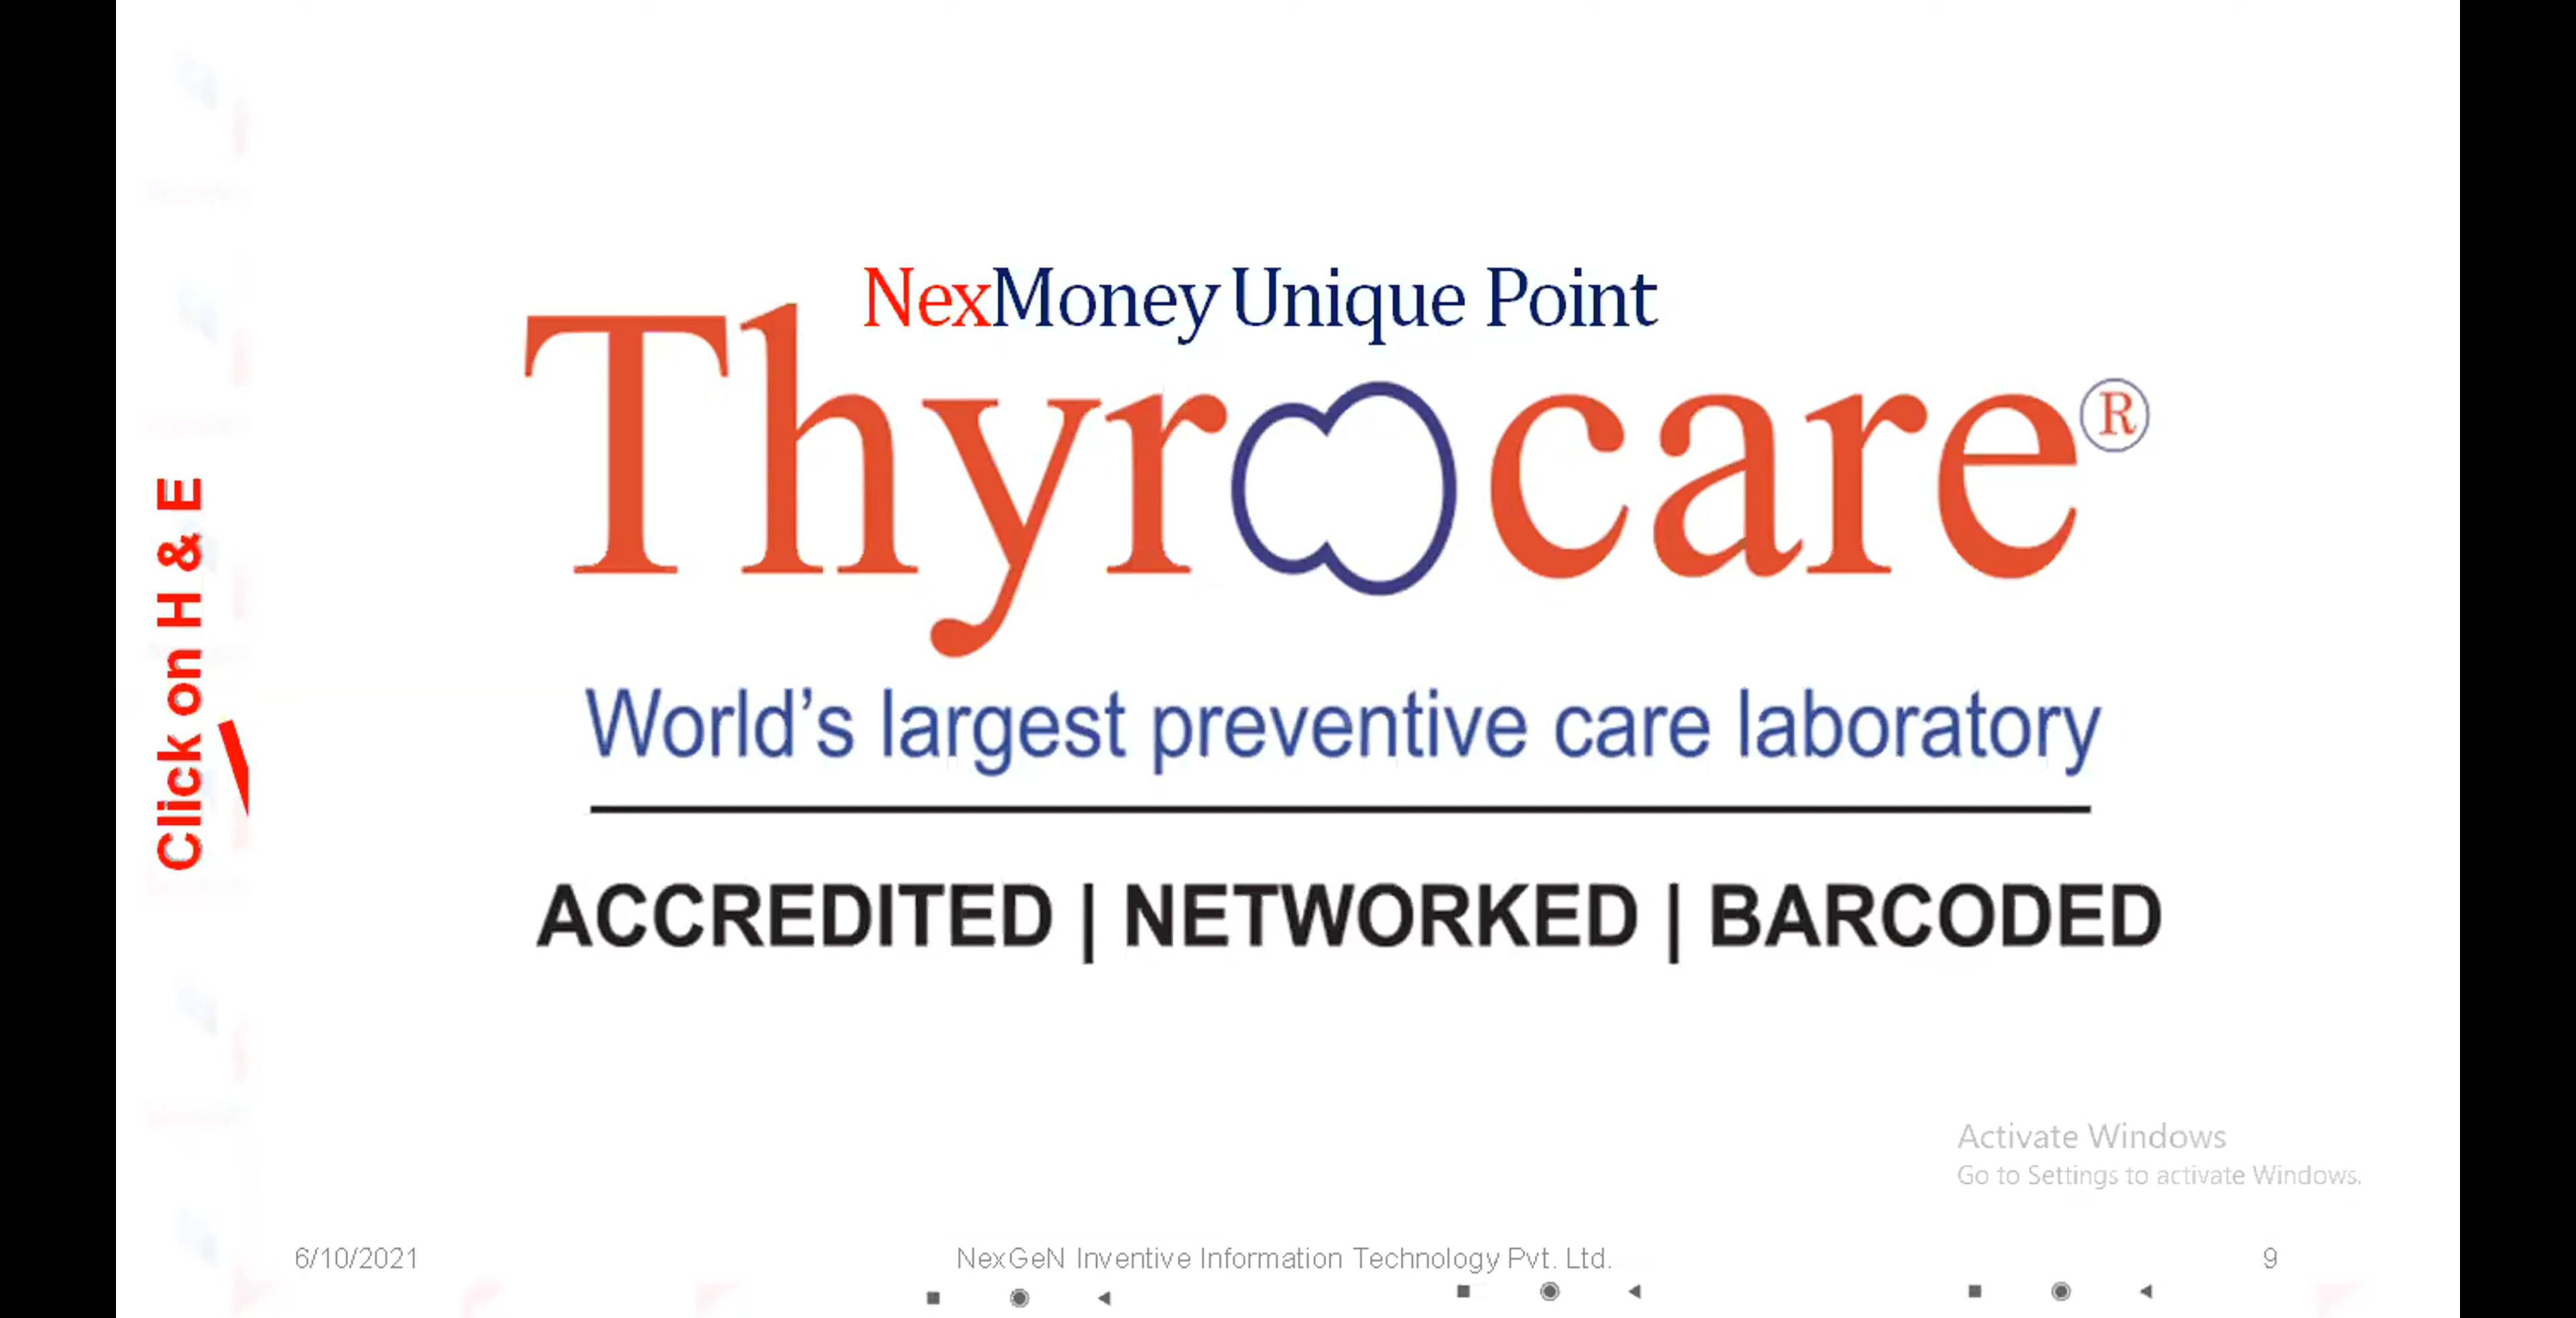 Click on H & E
NexMoney Unique Point
Thyrocare®
World's largest preventive care laboratory
ACCREDITED | NETWORKED | BARCODED
Activate Windows
Go to Settings to activate Windows.
6/10/2021
NexGeN Inventive Information Technology Pvt. Ltd.
9